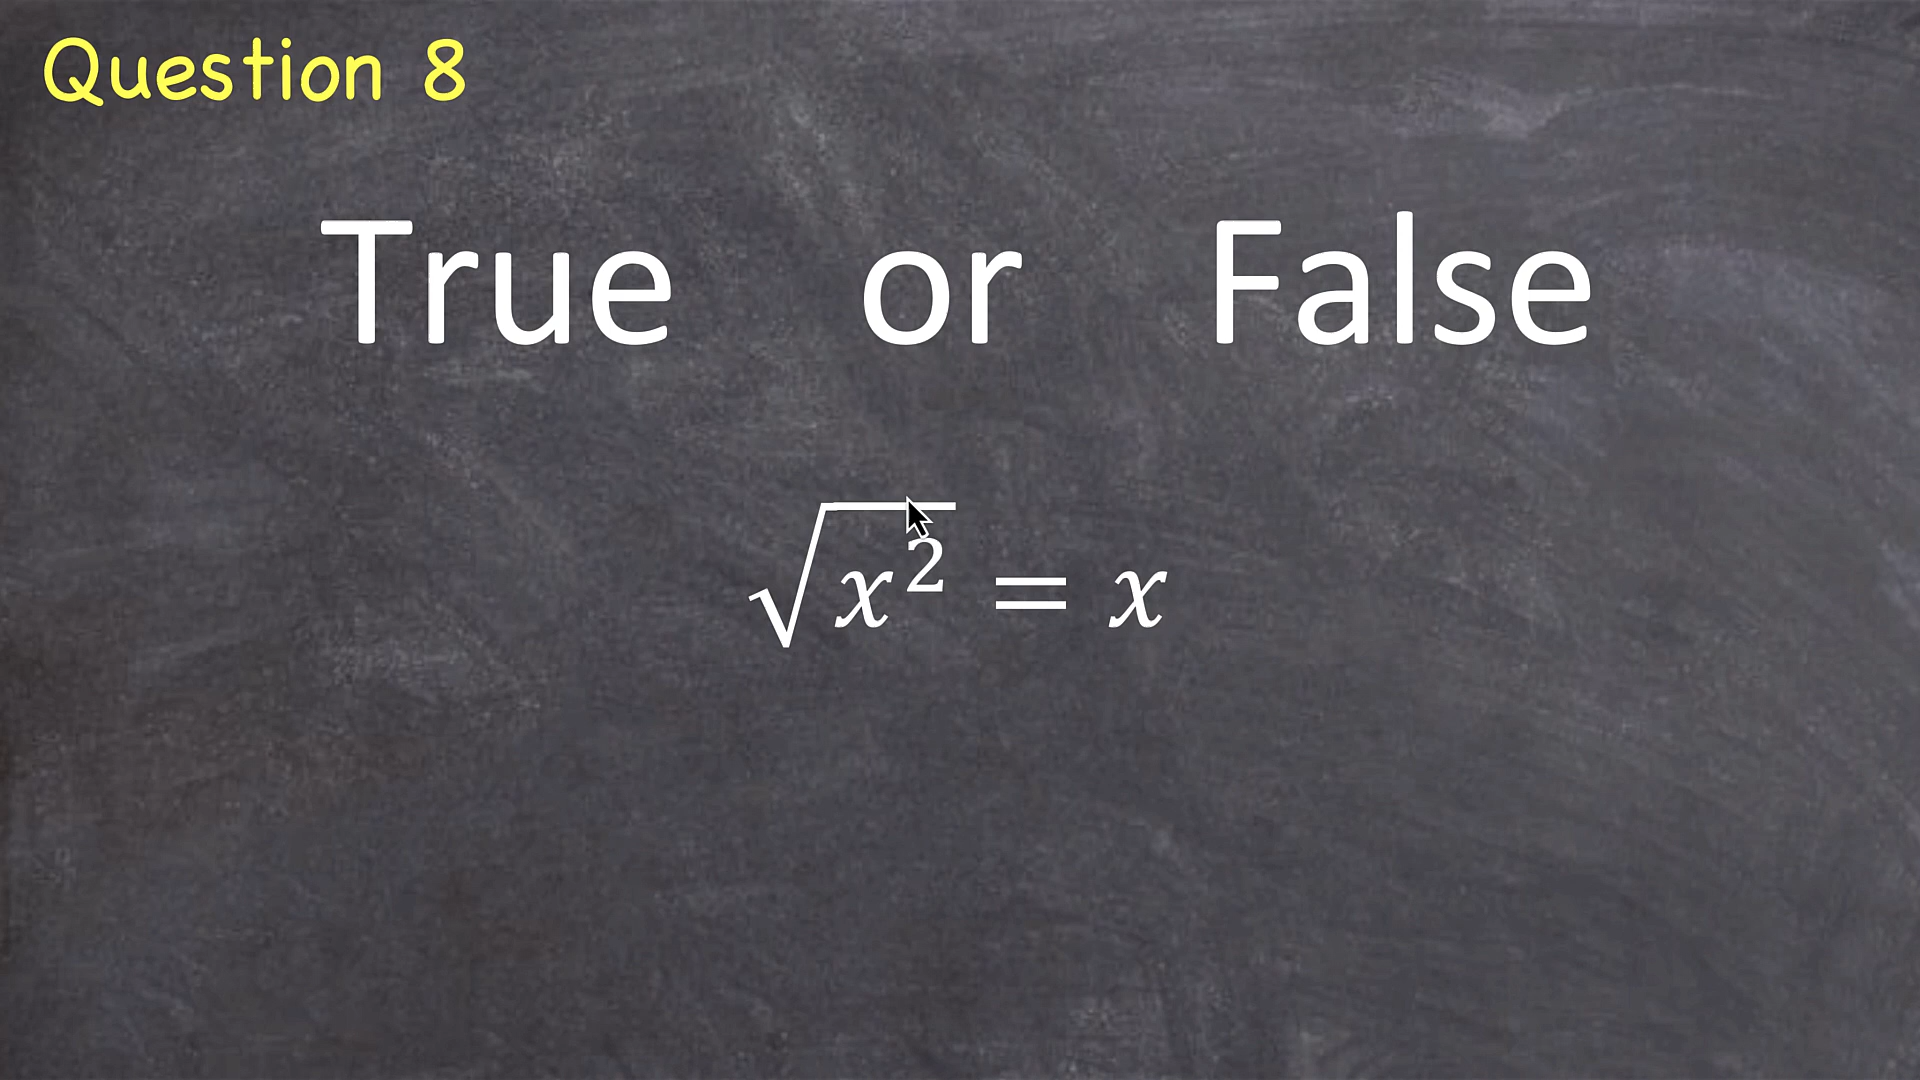 Question 8
True or False
√x² = x